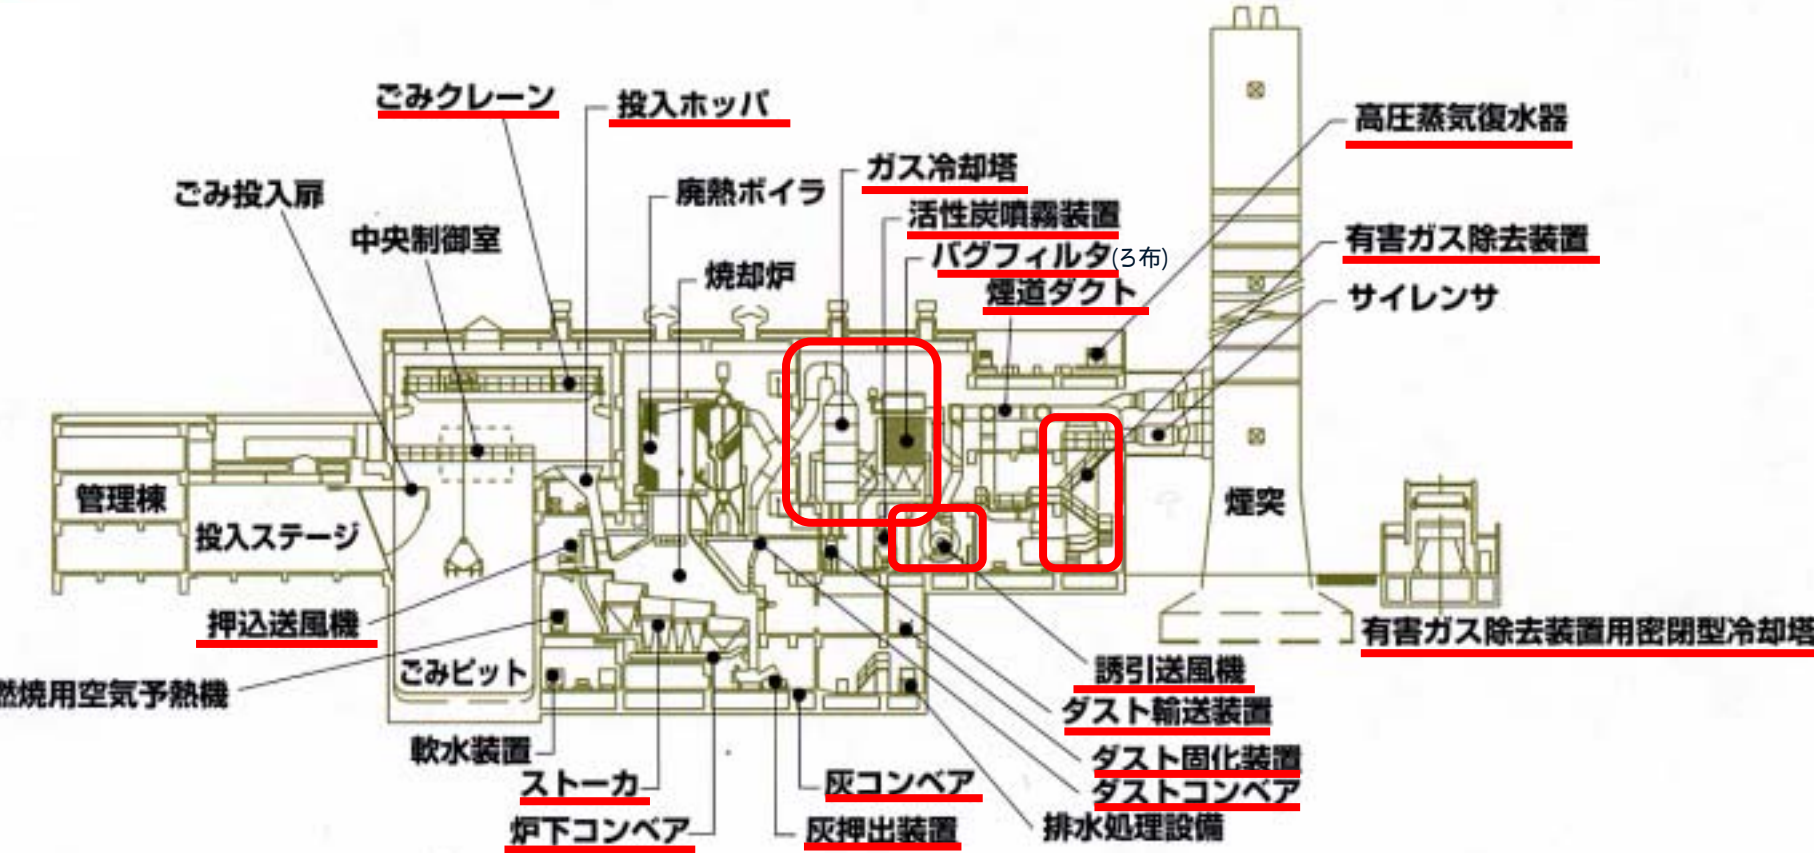 ごみクレーン
投入ホッパ
高圧蒸気復水器
ガス冷却塔
ごみ投入扉
廃熱ボイラ
活性炭噴霧装置
中央制御室
有害ガス除去装置
バグフィルタ(ろ布)
焼却炉
煙道ダクト
サイレンサ
管理棟
煙突
投入ステージ
押込送風機
有害ガス除去装置用密閉型冷却塔
ごみピット
誘引送風機
燃焼用空気予熱機
ダスト輸送装置
軟水装置
ダスト固化装置
ストーカ
灰コンベア
ダストコンベア
炉下コンベア
灰押出装置
排水処理設備